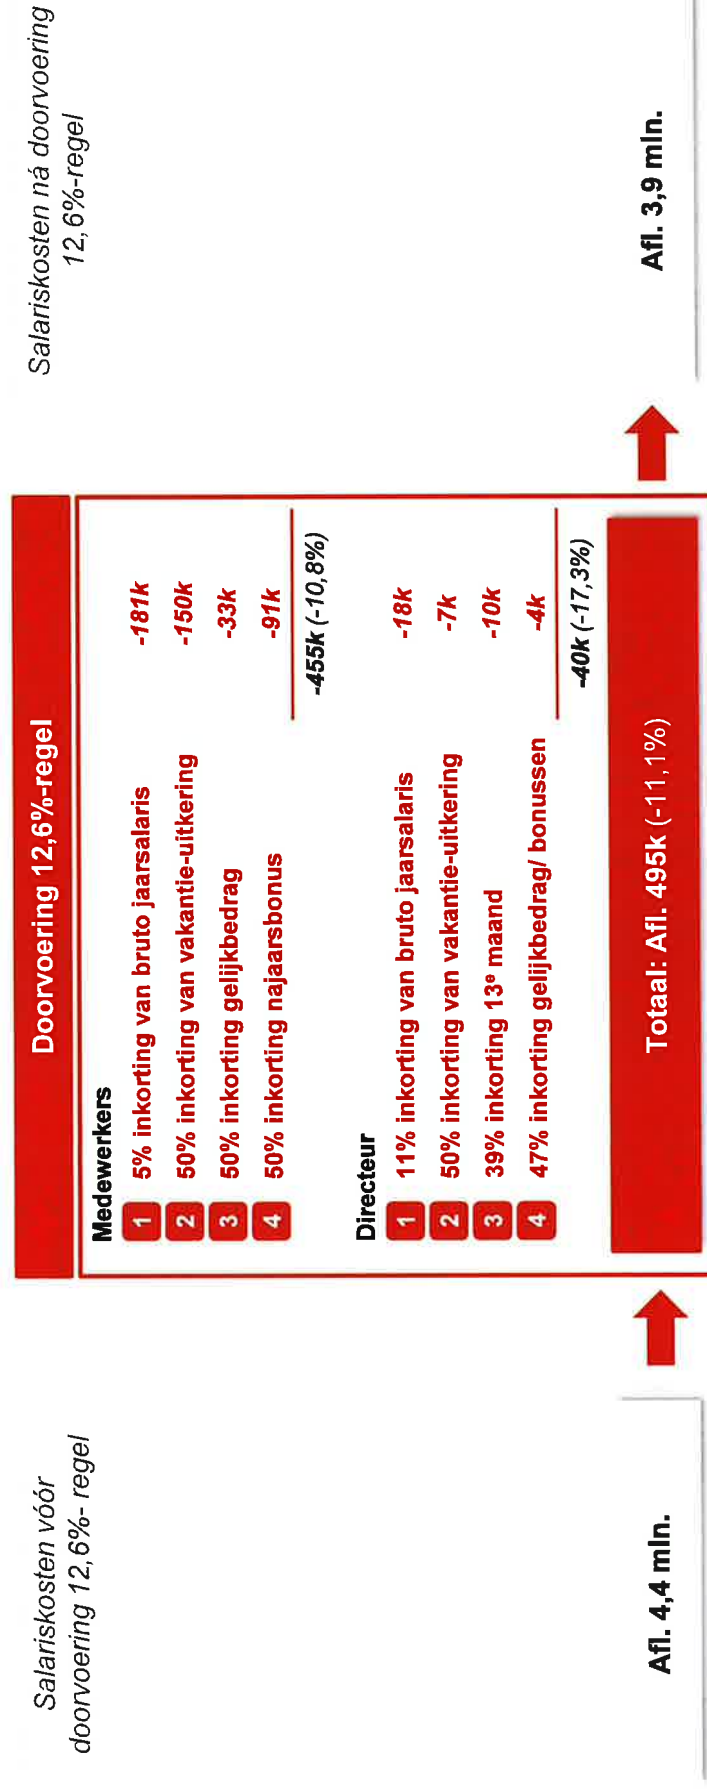 Salariskosten vóór
doorvoering 12,6%- regel
Afl. 4,4 mln.
Doorvoering 12,6%-regel
Medewerkers
1 5% inkorting van bruto jaarsalaris -181k
2 50% inkorting van vakantie-uitkering -150k
3 50% inkorting gelijkbedrag -33k
4 50% inkorting najaarsbonus -91k
-455k (-10,8%)
Directeur
1 11% inkorting van bruto jaarsalaris -18k
2 50% inkorting van vakantie-uitkering -7k
3 39% inkorting 13e maand -10k
4 47% inkorting gelijkbedrag/ bonussen -4k
-40k (-17,3%)
Totaal: Afl. 495k (-11,1%)
Salariskosten ná doorvoering
12,6%-regel
Afl. 3,9 mln.